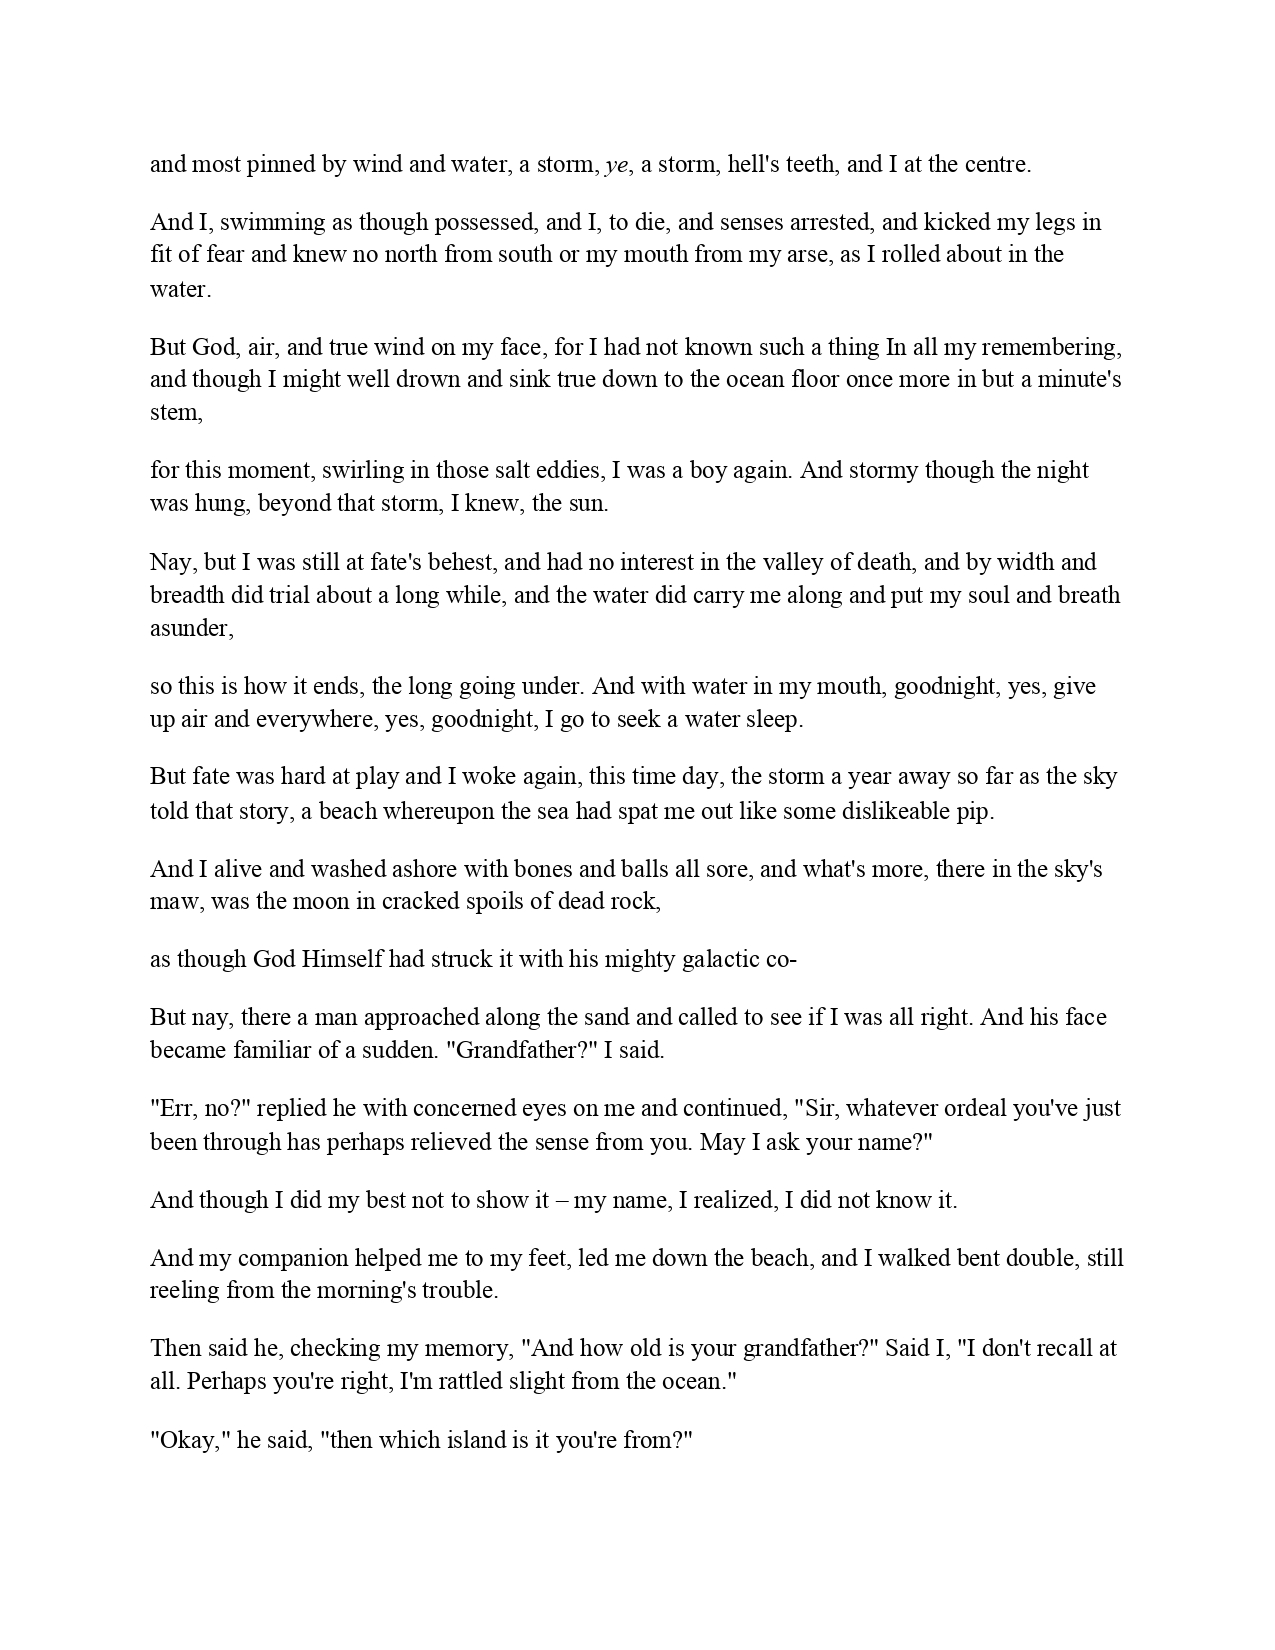 and most pinned by wind and water, a storm, ye, a storm, hell's teeth, and I at the centre.
And I, swimming as though possessed, and I, to die, and senses arrested, and kicked my legs in
fit of fear and knew no north from south or my mouth from my arse, as I rolled about in the
water.
But God, air, and true wind on my face, for I had not known such a thing In all my remembering,
and though I might well drown and sink true down to the ocean floor once more in but a minute's
stem,
for this moment, swirling in those salt eddies, I was a boy again. And stormy though the night
was hung, beyond that storm, I knew, the sun.
Nay, but I was still at fate's behest, and had no interest in the valley of death, and by width and
breadth did trial about a long while, and the water did carry me along and put my soul and breath
asunder,
so this is how it ends, the long going under. And with water in my mouth, goodnight, yes, give
up air and everywhere, yes, goodnight, I go to seek a water sleep.
But fate was hard at play and I woke again, this time day, the storm a year away so far as the sky
told that story, a beach whereupon the sea had spat me out like some dislikeable pip.
And I alive and washed ashore with bones and balls all sore, and what's more, there in the sky's
maw, was the moon in cracked spoils of dead rock,
as though God Himself had struck it with his mighty galactic co-
But nay, there a man approached along the sand and called to see if I was all right. And his face
became familiar of a sudden. "Grandfather?" I said.
"Err, no?" replied he with concerned eyes on me and continued, "Sir, whatever ordeal you've just
been through has perhaps relieved the sense from you. May I ask your name?"
And though I did my best not to show it – my name, I realized, I did not know it.
And my companion helped me to my feet, led me down the beach, and I walked bent double, still
reeling from the morning's trouble.
Then said he, checking my memory, "And how old is your grandfather?" Said I, "I don't recall at
all. Perhaps you're right, I'm rattled slight from the ocean."
"Okay," he said, "then which island is it you're from?"